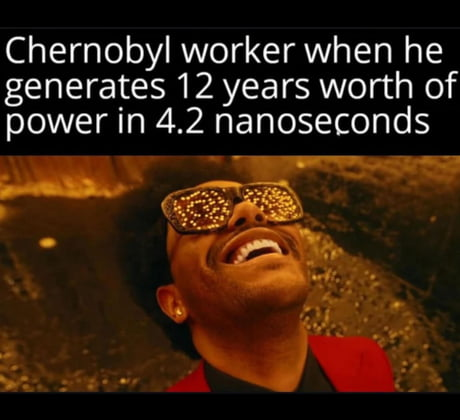 Chernobyl worker when he
generates 12 years worth of
power in 4.2 nanoseconds